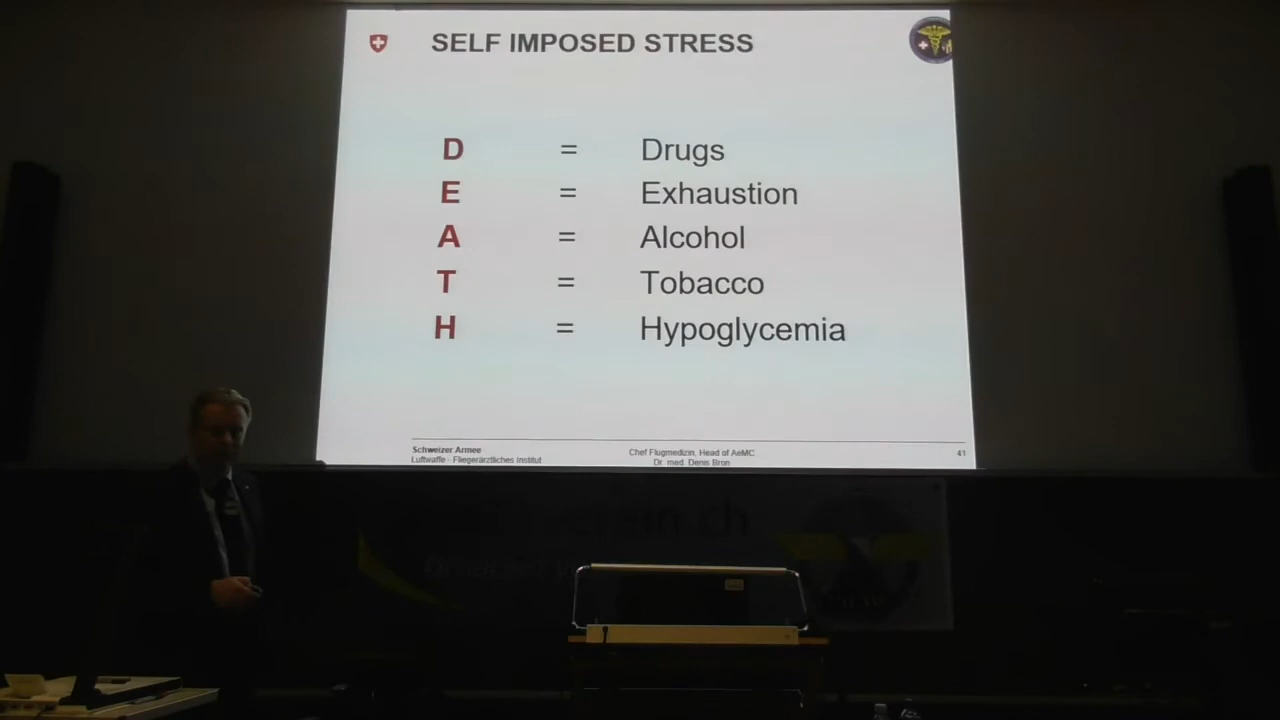 SELF IMPOSED STRESS
D = Drugs
E = Exhaustion
A = Alcohol
T = Tobacco
H = Hypoglycemia
Schweizer Armee
Luftwaffe - Fliegerärztliches Institut
Chef Flugmedizin, Head of AeMC
Dr. med. Denis Bron
41